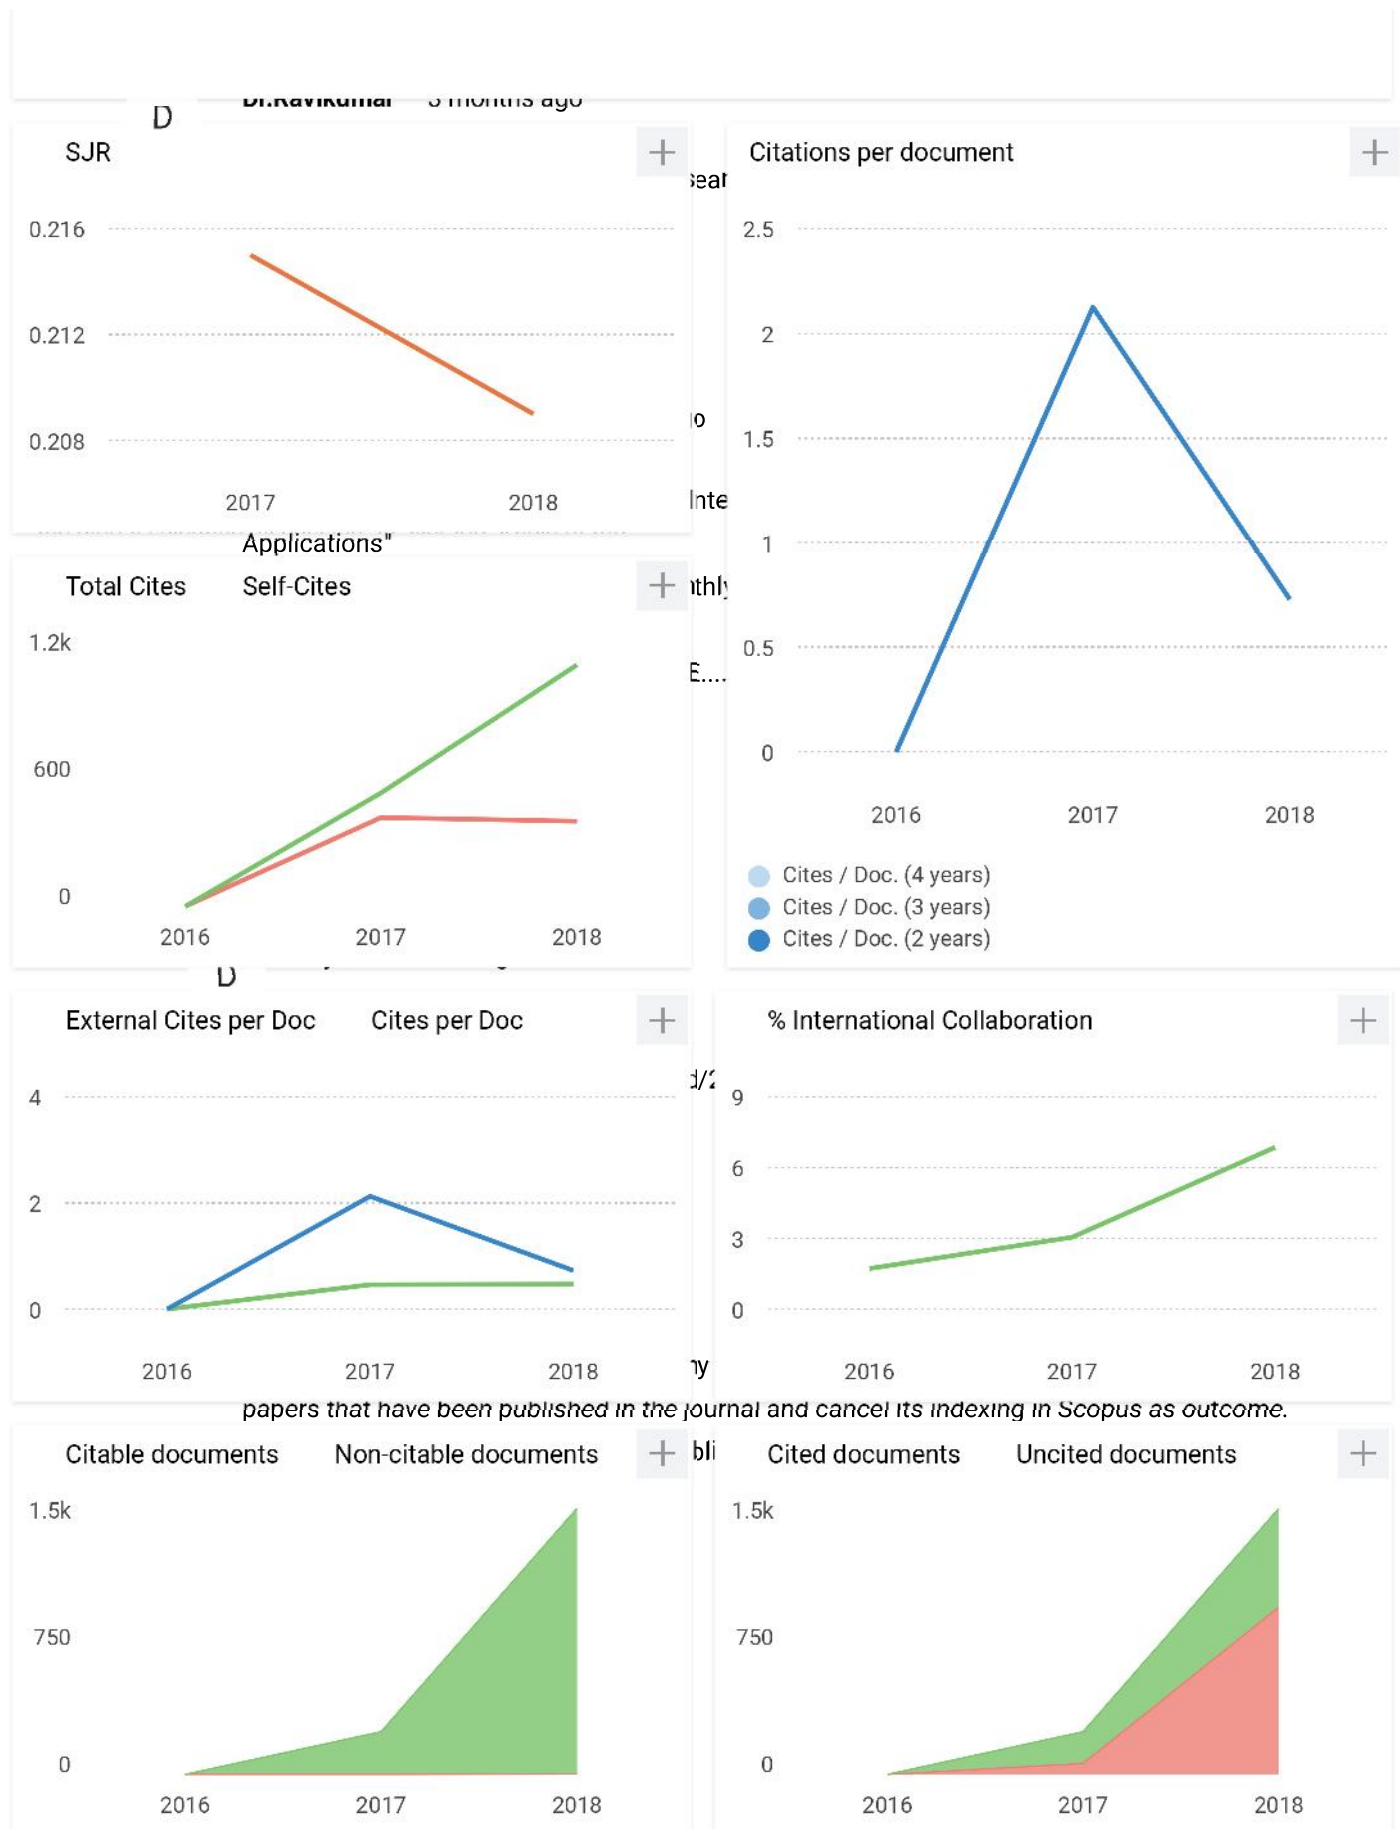 Dr.Ravikumar 3 months ago
D
SJR
0.216
0.212
0.208
2017 2018
Applications"
Total Cites Self-Cites
1.2k
600
0
2016 2017 2018
Citations per document
2.5
2
1.5
1
0.5
0
2016 2017 2018
Cites / Doc. (4 years)
Cites / Doc. (3 years)
Cites / Doc. (2 years)
D
External Cites per Doc Cites per Doc
4
2
0
2016 2017 2018
% International Collaboration
9
6
3
0
2016 2017 2018
papers that have been published in the journal and cancel its indexing in Scopus as outcome.
Citable documents Non-citable documents
1.5k
750
0
2016 2017 2018
Cited documents Uncited documents
1.5k
750
0
2016 2017 2018